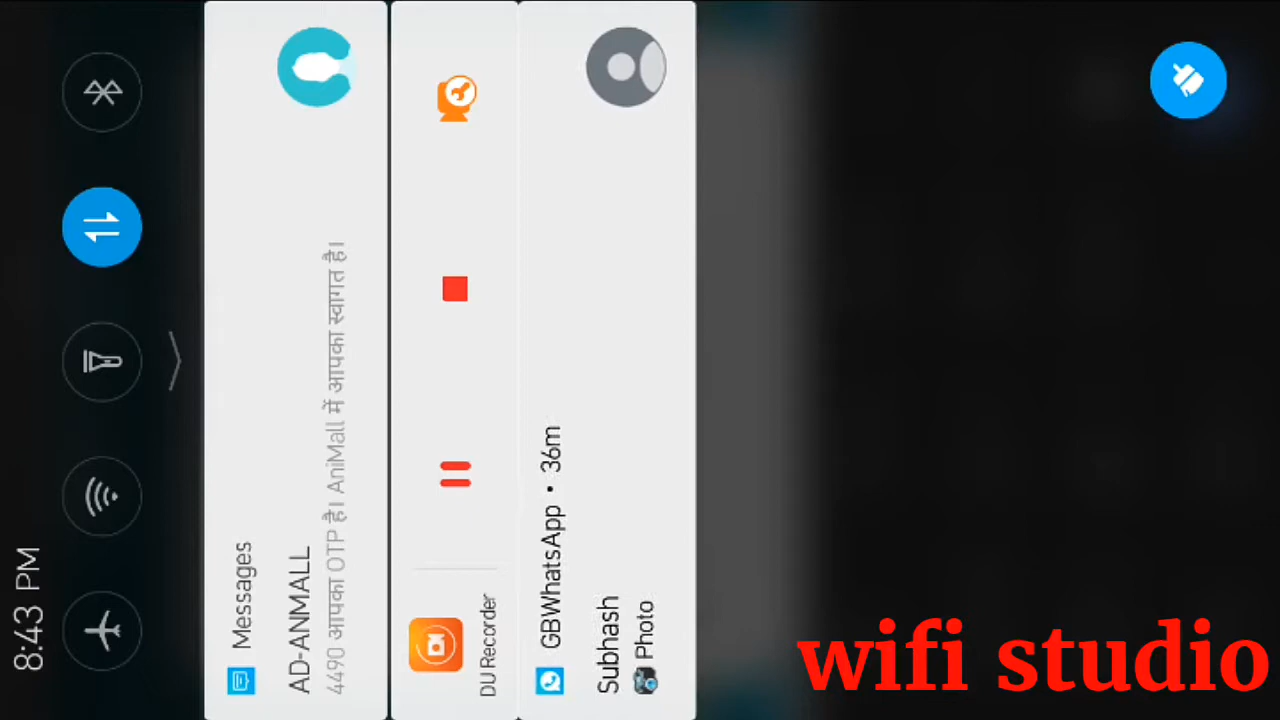 8:43 PM
Messages
AD-ANMALL
4490 आपका OTP है। AniMall में आपका स्वागत है।
DU Recorder
GBWhatsApp • 36m
Subhash
📷 Photo
wifi studio